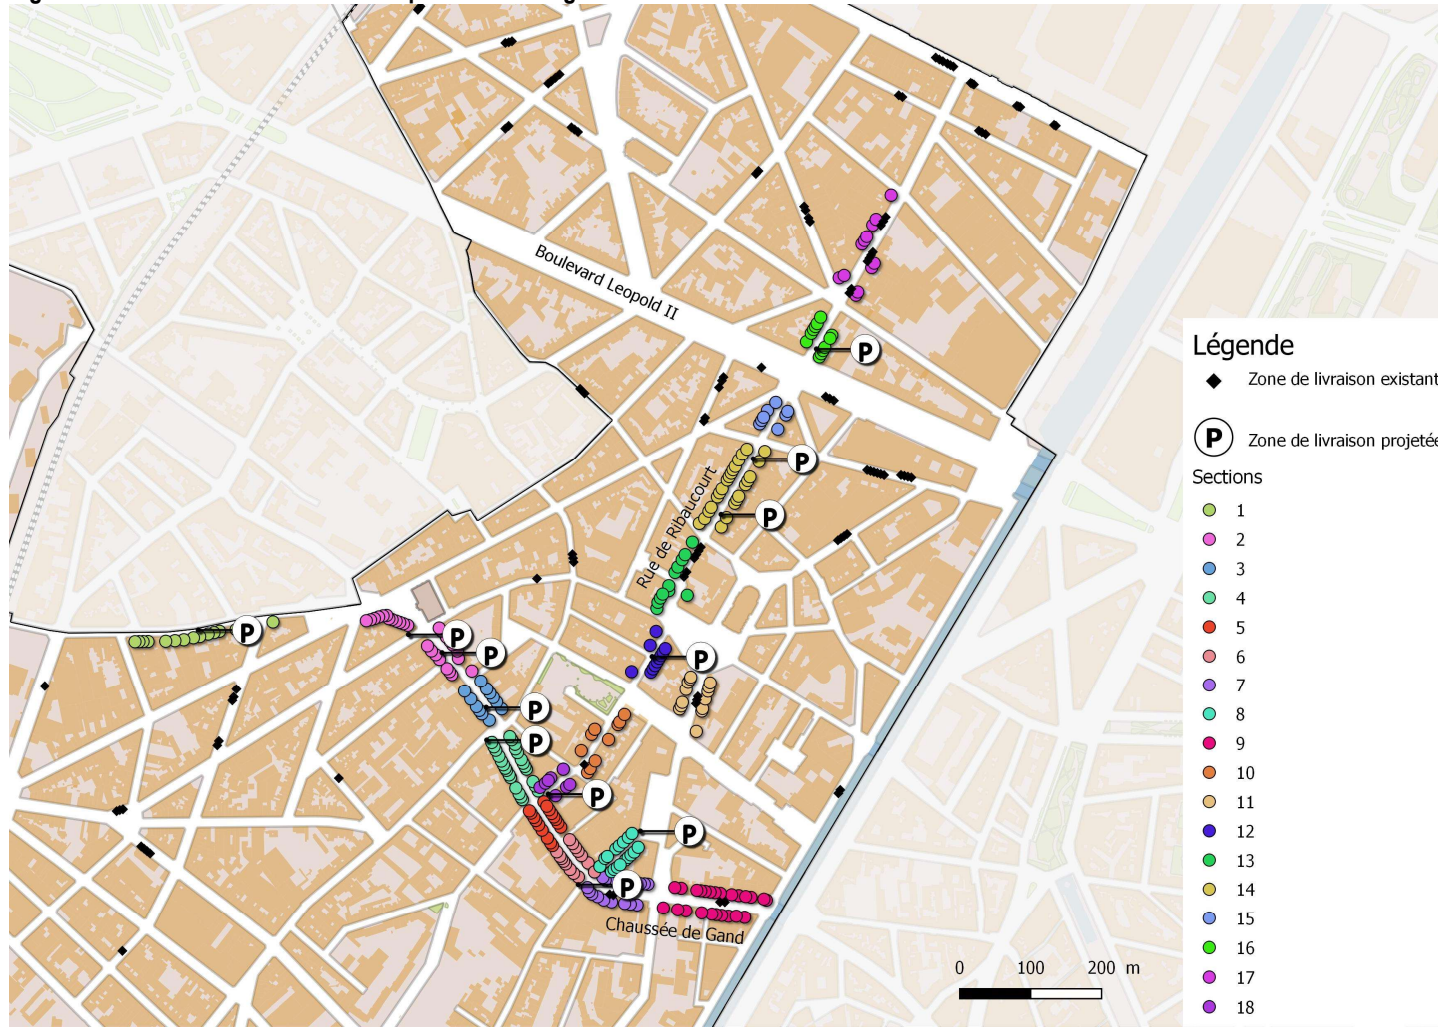 Boulevard Leopold II
P
P
Rue de Ribaucourt
P
P
P
P
P
P
P
P
P
P
Chaussée de Gand
0 100 200 m
Légende
Zone de livraison existant
P Zone de livraison projetée
Sections
1
2
3
4
5
6
7
8
9
10
11
12
13
14
15
16
17
18